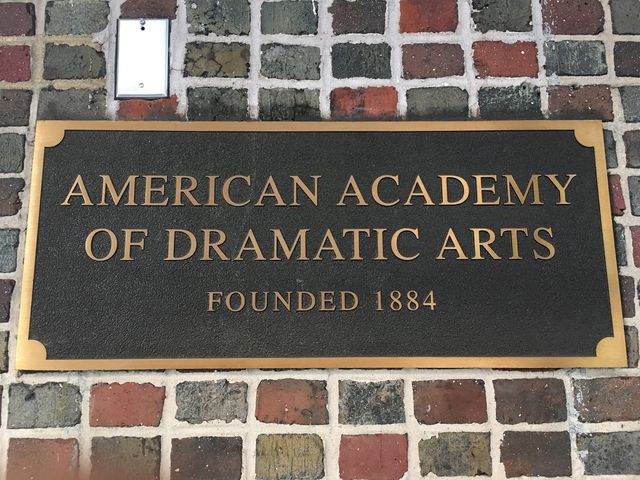 AMERICAN ACADEMY
OF DRAMATIC ARTS
FOUNDED 1884